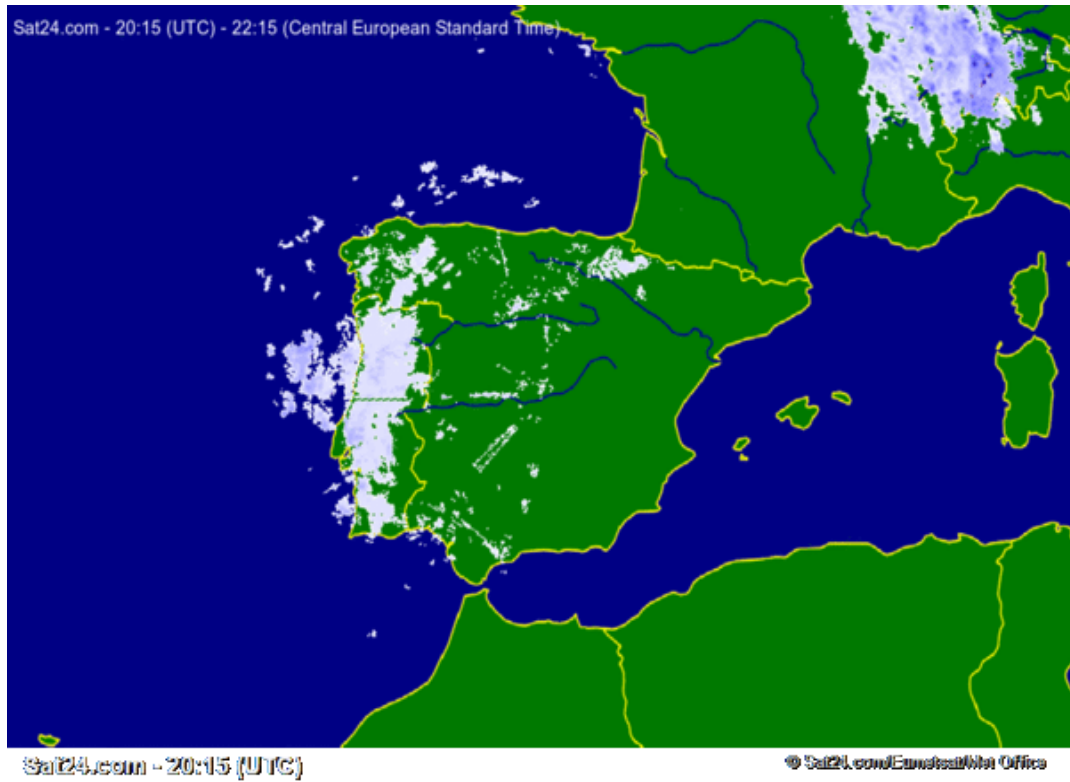 Sat24.com - 20:15 (UTC) - 22:15 (Central European Standard Time)
Sat24.com - 20:15 (UTC)
© Sat24.com/Eumetsat/Met Office